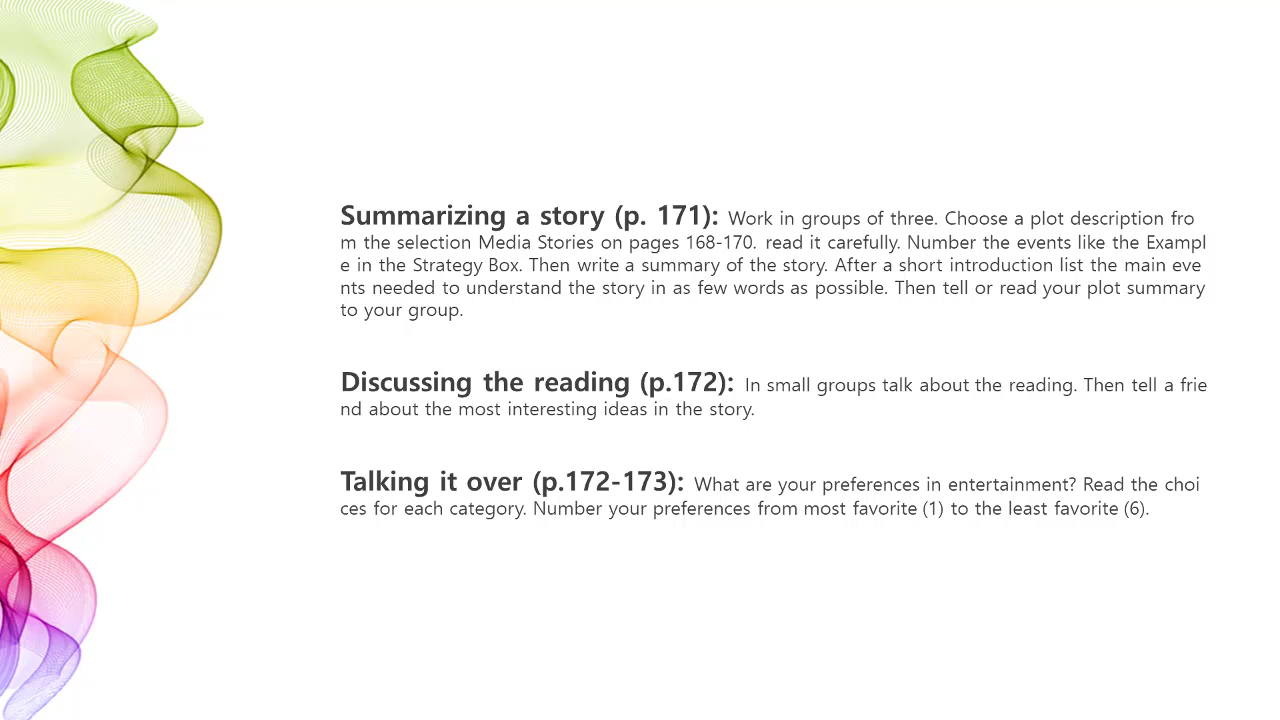 Summarizing a story (p. 171): Work in groups of three. Choose a plot description fro
m the selection Media Stories on pages 168-170. read it carefully. Number the events like the Exampl
e in the Strategy Box. Then write a summary of the story. After a short introduction list the main eve
nts needed to understand the story in as few words as possible. Then tell or read your plot summary
to your group.
Discussing the reading (p.172): In small groups talk about the reading. Then tell a frie
nd about the most interesting ideas in the story.
Talking it over (p.172-173): What are your preferences in entertainment? Read the choi
ces for each category. Number your preferences from most favorite (1) to the least favorite (6).